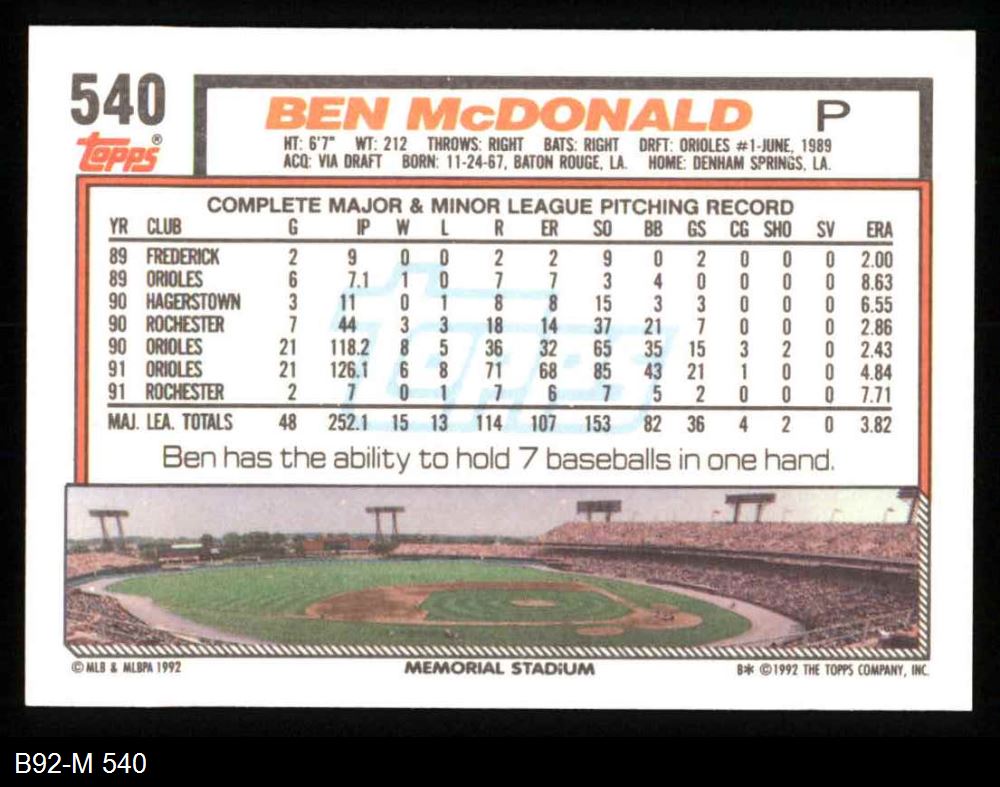 540
topps®
BEN McDONALD P
HT: 6'7" WT: 212 THROWS: RIGHT BATS: RIGHT DRFT: ORIOLES #1-JUNE, 1989
ACQ: VIA DRAFT BORN: 11-24-67, BATON ROUGE, LA. HOME: DENHAM SPRINGS, LA.
COMPLETE MAJOR & MINOR LEAGUE PITCHING RECORD
YR CLUB G IP W L R ER SO BB GS CG SHO SV ERA
89 FREDERICK 2 9 0 0 2 2 9 0 2 0 0 0 2.00
89 ORIOLES 6 7.1 1 0 7 7 3 4 0 0 0 0 8.63
90 HAGERSTOWN 3 11 0 1 8 8 15 3 3 0 0 0 6.55
90 ROCHESTER 7 44 3 3 18 14 37 21 7 0 0 0 2.86
90 ORIOLES 21 118.2 8 5 36 32 65 35 15 3 2 0 2.43
91 ORIOLES 21 126.1 6 8 71 68 85 43 21 1 0 0 4.84
91 ROCHESTER 2 7 0 1 7 6 7 5 2 0 0 0 7.71
MAJ. LEA. TOTALS 48 252.1 15 13 114 107 153 82 36 4 2 0 3.82
topps
Ben has the ability to hold 7 baseballs in one hand.
© MLB & MLBPA 1992 MEMORIAL STADIUM B* ©1992 THE TOPPS COMPANY, INC.
B92-M 540